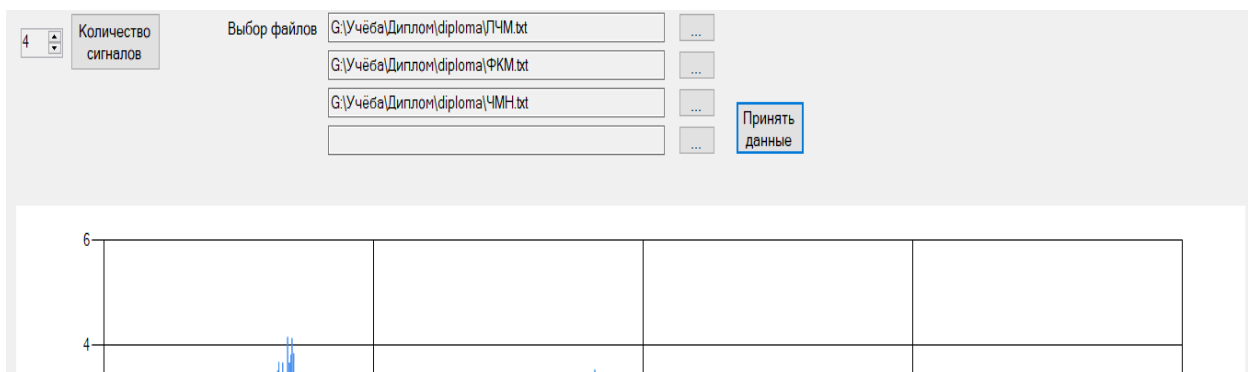 4
Количество
сигналов
Выбор файлов
G:\Учёба\Диплом\diploma\ЛЧМ.txt
...
G:\Учёба\Диплом\diploma\ФКМ.txt
...
G:\Учёба\Диплом\diploma\ЧМН.txt
...
Принять
данные
...
6
4